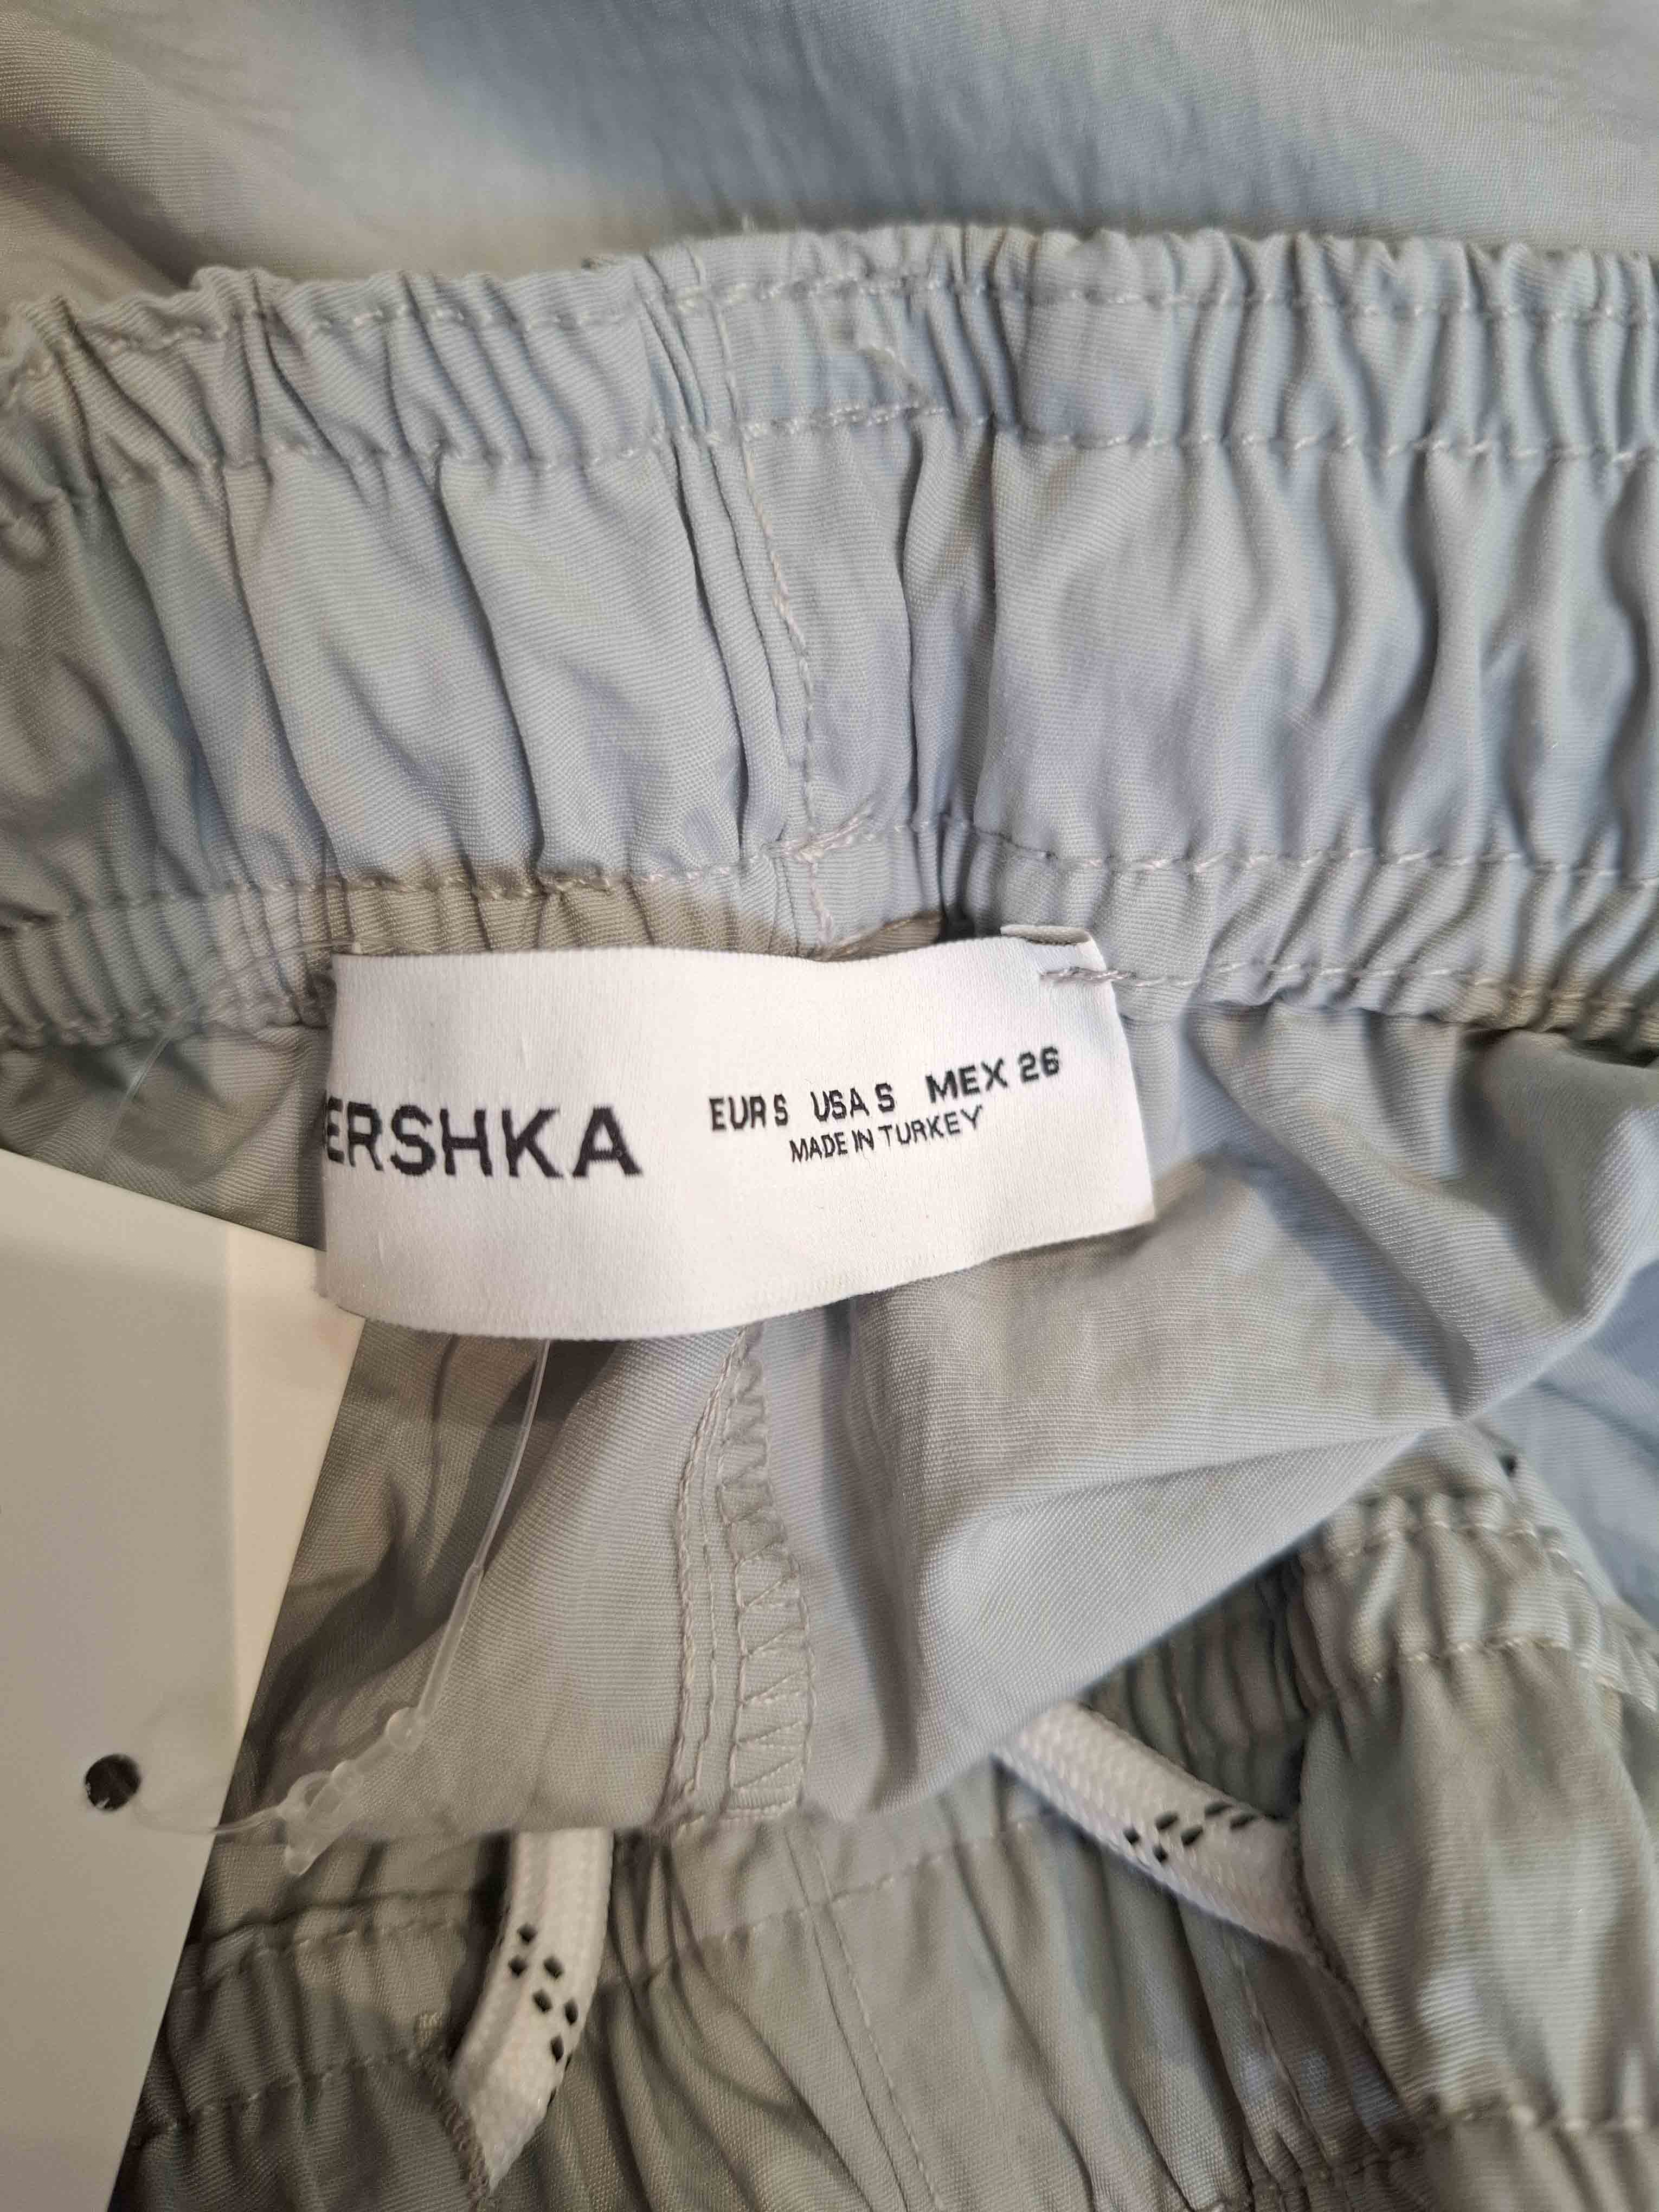 ERSHKA
EUR S USA S MEX 26
MADE IN TURKEY